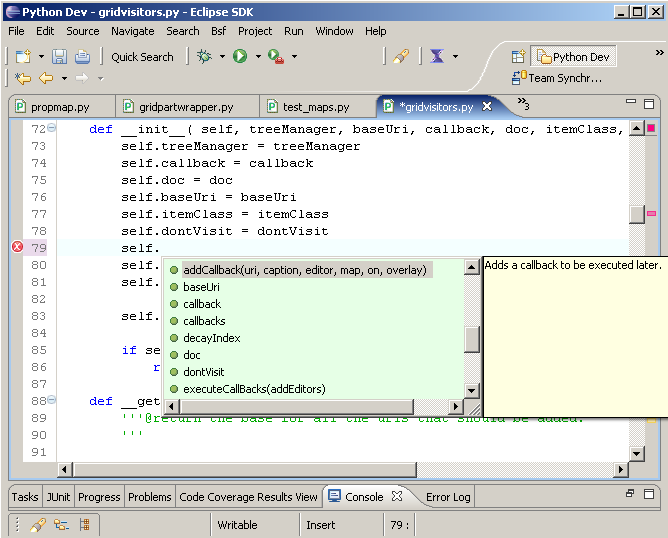 Python Dev - gridvisitors.py - Eclipse SDK
File Edit Source Navigate Search Bsf Project Run Window Help
Quick Search
Python Dev
Team Synchr...
propmap.py gridpartwrapper.py test_maps.py *gridvisitors.py 3
72 def __init__( self, treeManager, baseUri, callback, doc, itemClass,
73 self.treeManager = treeManager
74 self.callback = callback
75 self.doc = doc
76 self.baseUri = baseUri
77 self.itemClass = itemClass
78 self.dontVisit = dontVisit
79 self.
80 self.
81 self.
82
83 self.
84
85 if se
86 r
87
88 def __get
89 '''@return the base for all the uris that should be added.
90 '''
91
addCallback(uri, caption, editor, map, on, overlay)
baseUri
callback
callbacks
decayIndex
doc
dontVisit
executeCallBacks(addEditors)
Adds a callback to be executed later.
Tasks JUnit Progress Problems Code Coverage Results View Console Error Log
Writable Insert 79 :